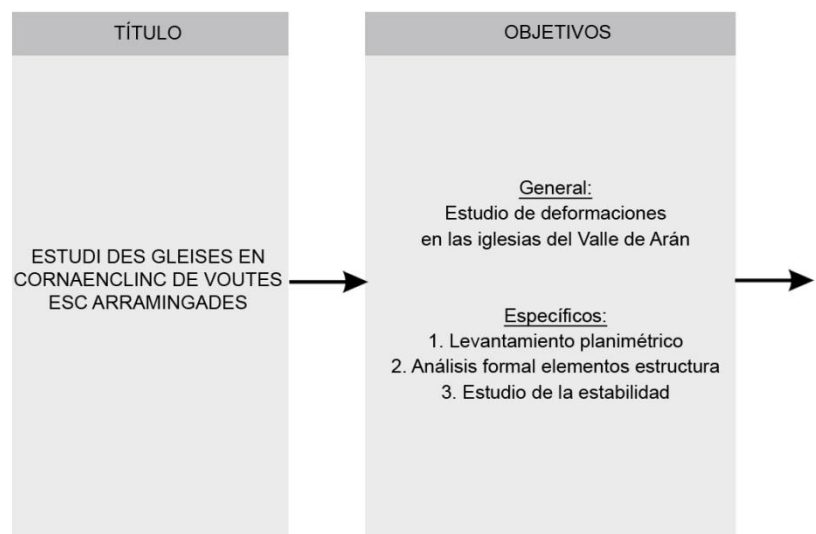 TÍTULO
ESTUDI DES GLEISES EN
CORNAENCLINC DE VOUTES
ESC ARRAMINGADES
OBJETIVOS
General:
Estudio de deformaciones
en las iglesias del Valle de Arán
Específicos:
1. Levantamiento planimétrico
2. Análisis formal elementos estructura
3. Estudio de la estabilidad